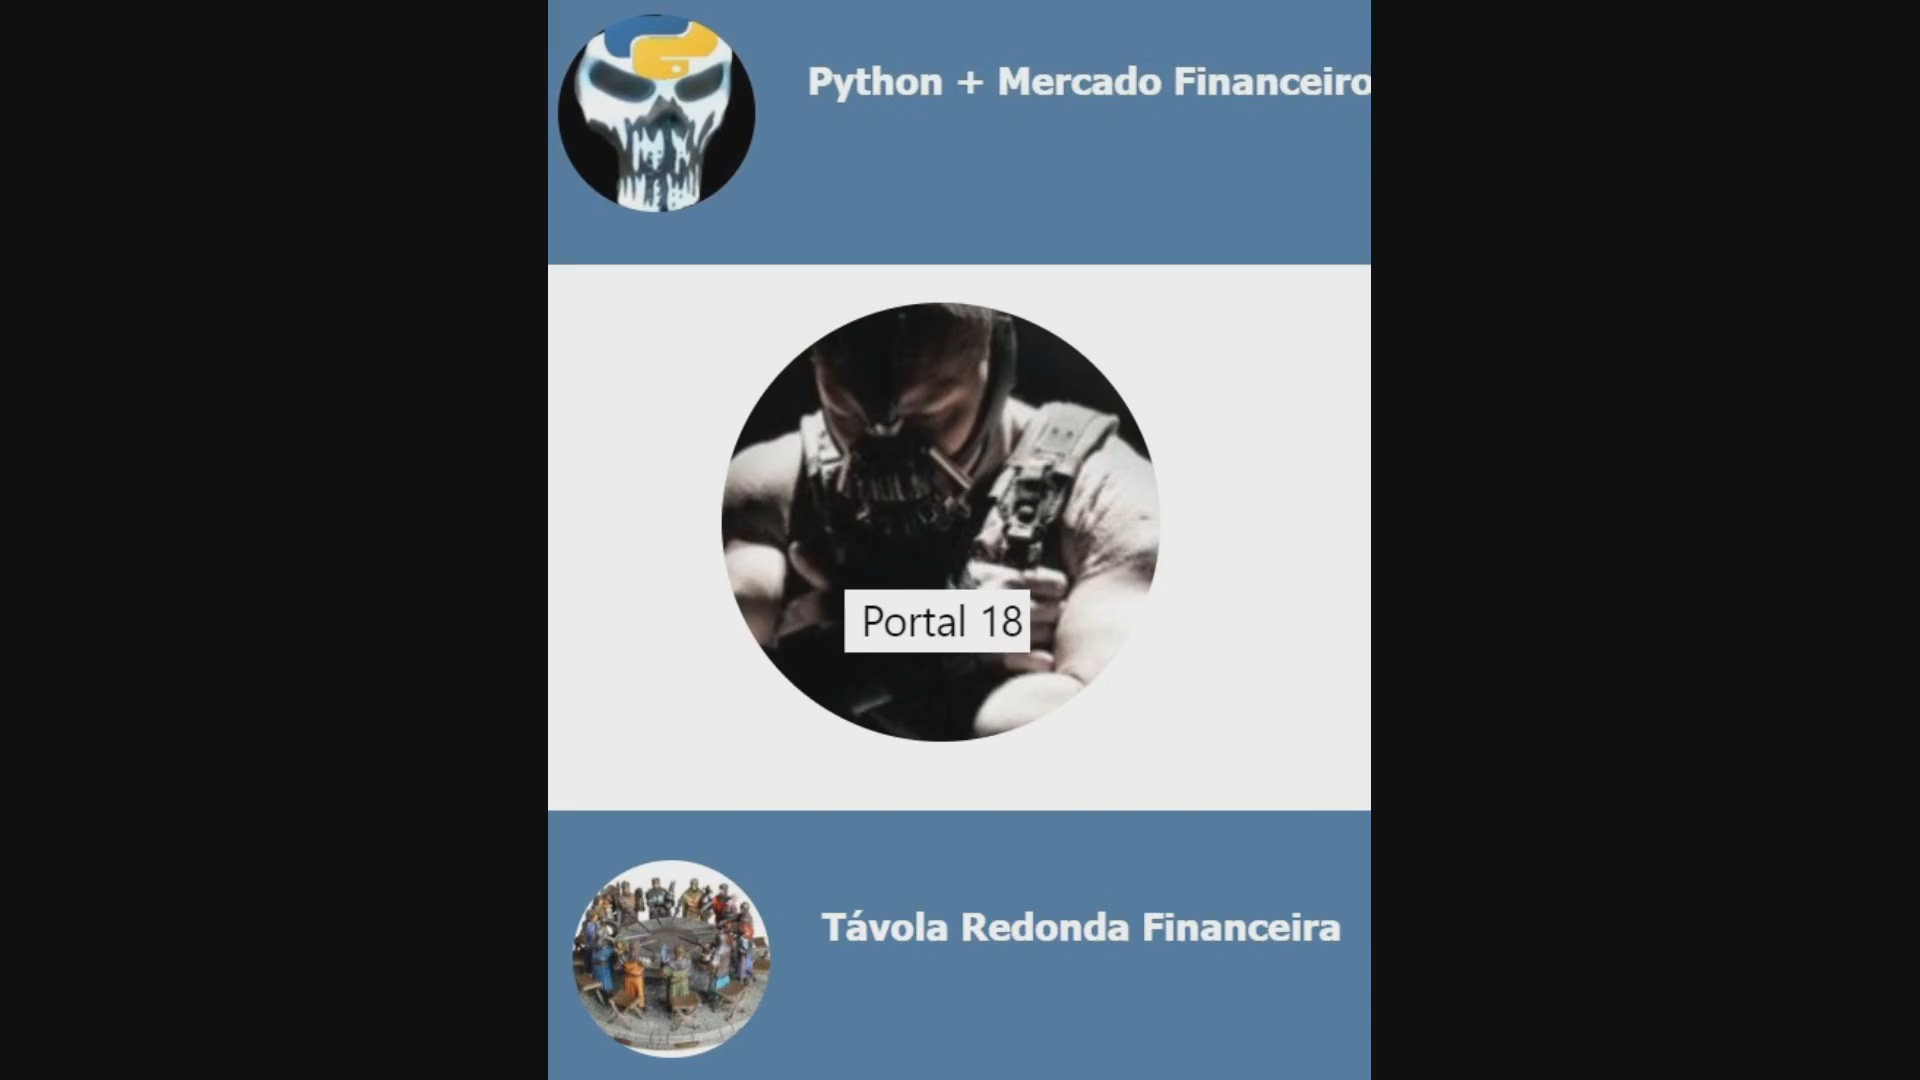 Python + Mercado Financeiro
Portal 18
Távola Redonda Financeira